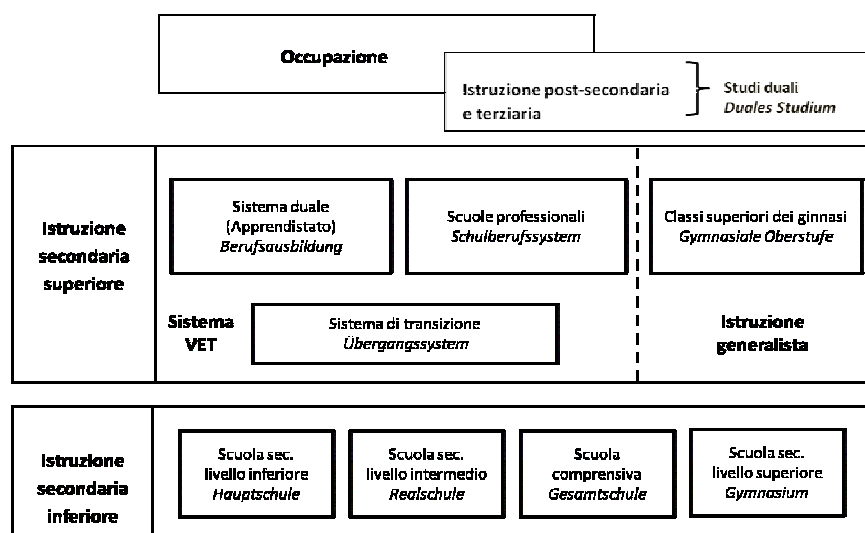 Occupazione
Istruzione post-secondaria
e terziaria
Studi duali
Duales Studium
Istruzione
secondaria
superiore
Sistema duale
(Apprendistato)
Berufsausbildung
Scuole professionali
Schulberufssystem
Classi superiori dei ginnasi
Gymnasiale Oberstufe
Sistema
VET
Sistema di transizione
Übergangssystem
Istruzione
generalista
Istruzione
secondaria
inferiore
Scuola sec.
livello inferiore
Hauptschule
Scuola sec.
livello intermedio
Realschule
Scuola
comprensiva
Gesamtschule
Scuola sec.
livello superiore
Gymnasium